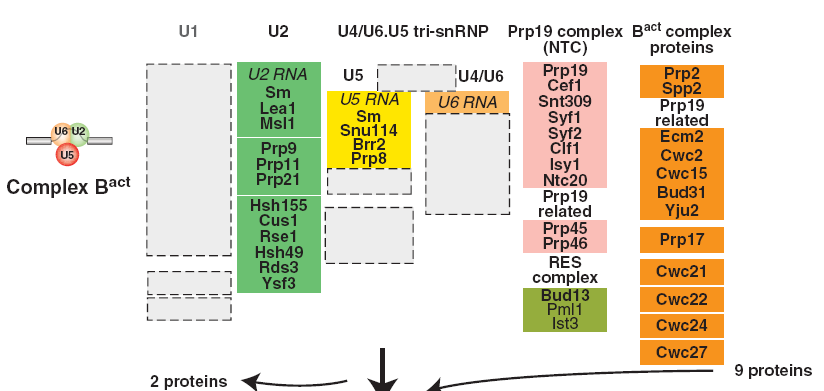 U1
U2
U4/U6.U5 tri-snRNP
Prp19 complex
(NTC)
Bact complex
proteins
U6 U2
U5
Complex Bact
U2 RNA
Sm
Lea1
Msl1
Prp9
Prp11
Prp21
Hsh155
Cus1
Rse1
Hsh49
Rds3
Ysf3
U5
U5 RNA
Sm
Snu114
Brr2
Prp8
U4/U6
U6 RNA
Prp19
Cef1
Snt309
Syf1
Syf2
Clf1
Isy1
Ntc20
Prp19
related
Prp45
Prp46
RES
complex
Bud13
Pml1
Ist3
Prp2
Spp2
Prp19
related
Ecm2
Cwc2
Cwc15
Bud31
Yju2
Prp17
Cwc21
Cwc22
Cwc24
Cwc27
2 proteins
9 proteins